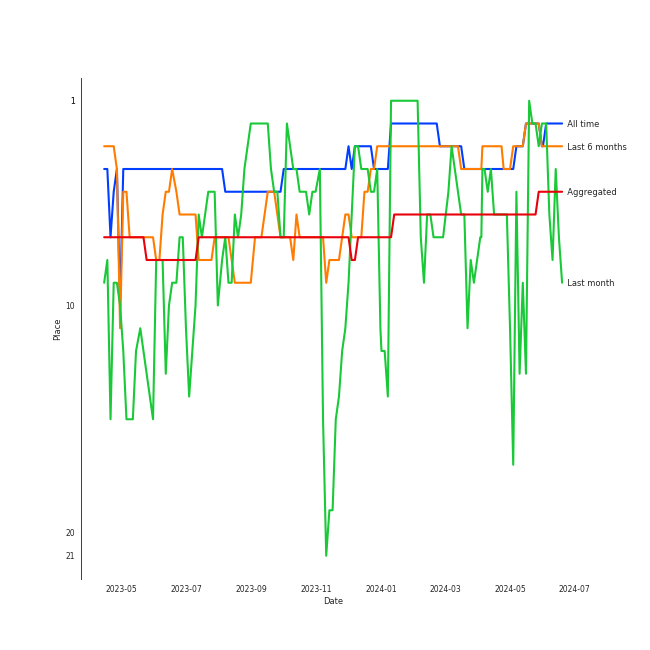 1
10
20
21
Place
2023-05
2023-07
2023-09
2023-11
2024-01
2024-03
2024-05
2024-07
Date
All time
Last 6 months
Aggregated
Last month